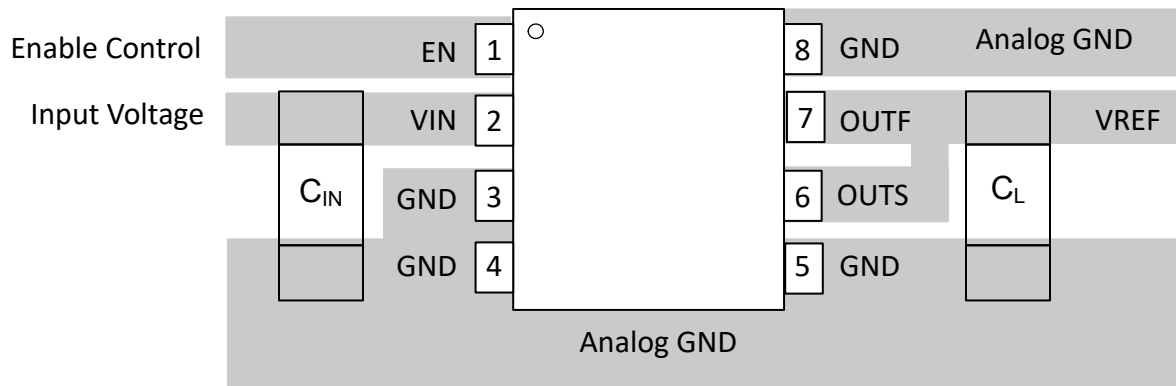 Enable Control EN 1 8 GND Analog GND
Input Voltage VIN 2 7 OUTF VREF
CIN GND 3 6 OUTS CL
GND 4 5 GND
Analog GND